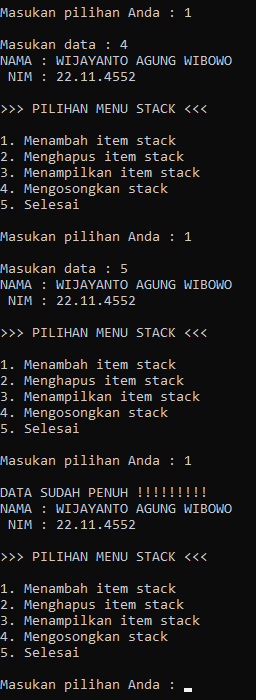 Masukan pilihan Anda : 1
Masukan data : 4
NAMA : WIJAYANTO AGUNG WIBOWO
NIM : 22.11.4552
>>> PILIHAN MENU STACK <<<
1. Menambah item stack
2. Menghapus item stack
3. Menampilkan item stack
4. Mengosongkan stack
5. Selesai
Masukan pilihan Anda : 1
Masukan data : 5
NAMA : WIJAYANTO AGUNG WIBOWO
NIM : 22.11.4552
>>> PILIHAN MENU STACK <<<
1. Menambah item stack
2. Menghapus item stack
3. Menampilkan item stack
4. Mengosongkan stack
5. Selesai
Masukan pilihan Anda : 1
DATA SUDAH PENUH !!!!!!!!!
NAMA : WIJAYANTO AGUNG WIBOWO
NIM : 22.11.4552
>>> PILIHAN MENU STACK <<<
1. Menambah item stack
2. Menghapus item stack
3. Menampilkan item stack
4. Mengosongkan stack
5. Selesai
Masukan pilihan Anda :